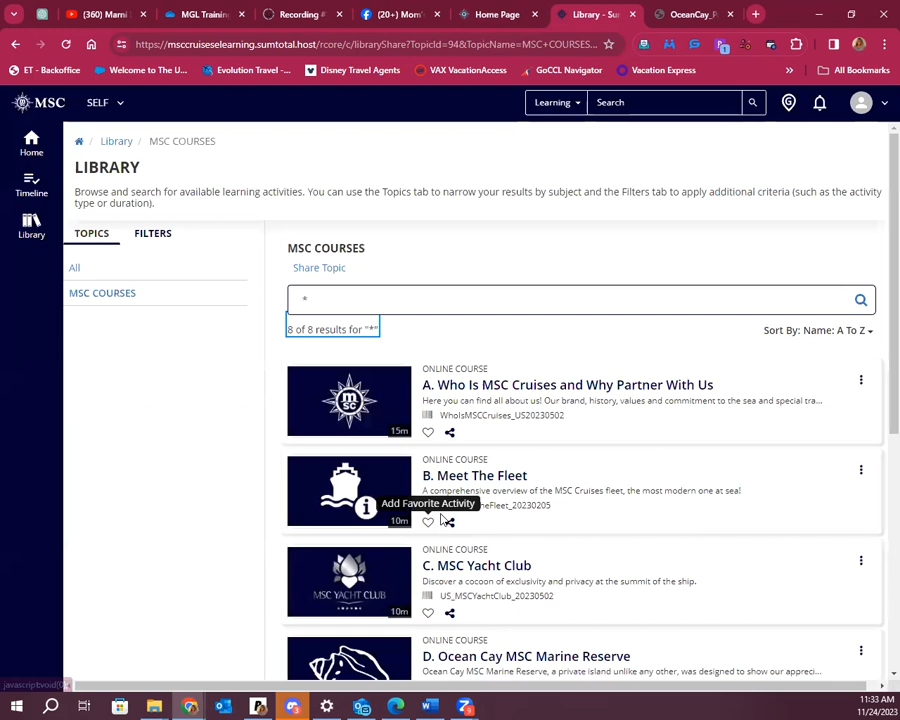 (360) Marni
MGL Training
Recording #
(20+) Mom's
Home Page
Library - Su
OceanCay_P
https://msccruiseselearning.sumtotal.host/rcore/c/libraryShare?TopicId=94&TopicName=MSC+COURSES...
ET - Backoffice
Welcome to The U...
Evolution Travel -...
Disney Travel Agents
VAX VacationAccess
GoCCL Navigator
Vacation Express
»
All Bookmarks
MSC
SELF
Learning
Search
Home
Timeline
Library
/ Library / MSC COURSES
LIBRARY
Browse and search for available learning activities. You can use the Topics tab to narrow your results by subject and the Filters tab to apply additional criteria (such as the activity
type or duration).
TOPICS
FILTERS
All
MSC COURSES
MSC COURSES
Share Topic
*
8 of 8 results for "*"
Sort By: Name: A To Z
ONLINE COURSE
A. Who Is MSC Cruises and Why Partner With Us
Here you can find all about us! Our brand, history, values and commitment to the sea and special tra...
WhoIsMSCCruises_US20230502
msc
15m
ONLINE COURSE
B. Meet The Fleet
A comprehensive overview of the MSC Cruises fleet, the most modern one at sea!
heFleet_20230205
Add Favorite Activity
10m
ONLINE COURSE
C. MSC Yacht Club
Discover a cocoon of exclusivity and privacy at the summit of the ship.
US_MSCYachtClub_20230502
MSC YACHT CLUB
10m
ONLINE COURSE
D. Ocean Cay MSC Marine Reserve
Ocean Cay MSC Marine Reserve, a private island unlike any other, was designed to show our appreci...
javascript:void(0)
11:33 AM
11/24/2023